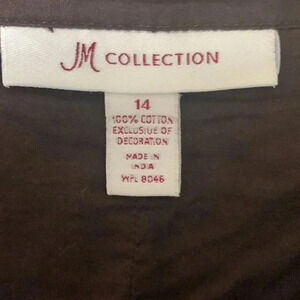 JM COLLECTION
14
100% COTTON
EXCLUSIVE OF
DECORATION
MADE IN
INDIA
WPL 8046